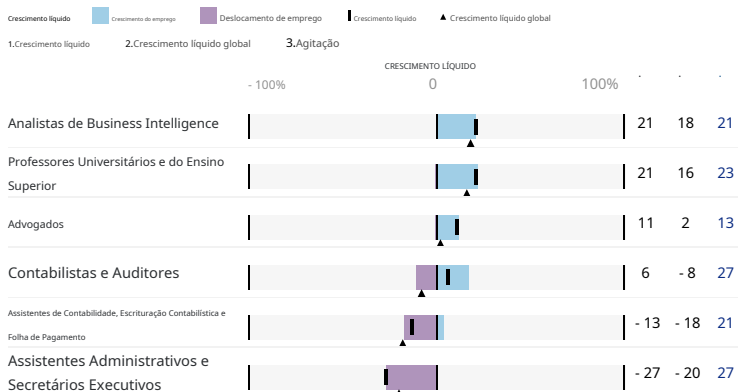 Crescimento líquido Crescimento do emprego Deslocamento de emprego Crescimento líquido Crescimento líquido global
1.Crescimento líquido 2.Crescimento líquido global 3.Agitação
CRESCIMENTO LÍQUIDO
- 100% 0 100%
Analistas de Business Intelligence 21 18 21
Professores Universitários e do Ensino
Superior 21 16 23
Advogados 11 2 13
Contabilistas e Auditores 6 - 8 27
Assistentes de Contabilidade, Escrituração Contabilística e
Folha de Pagamento - 13 - 18 21
Assistentes Administrativos e
Secretários Executivos - 27 - 20 27